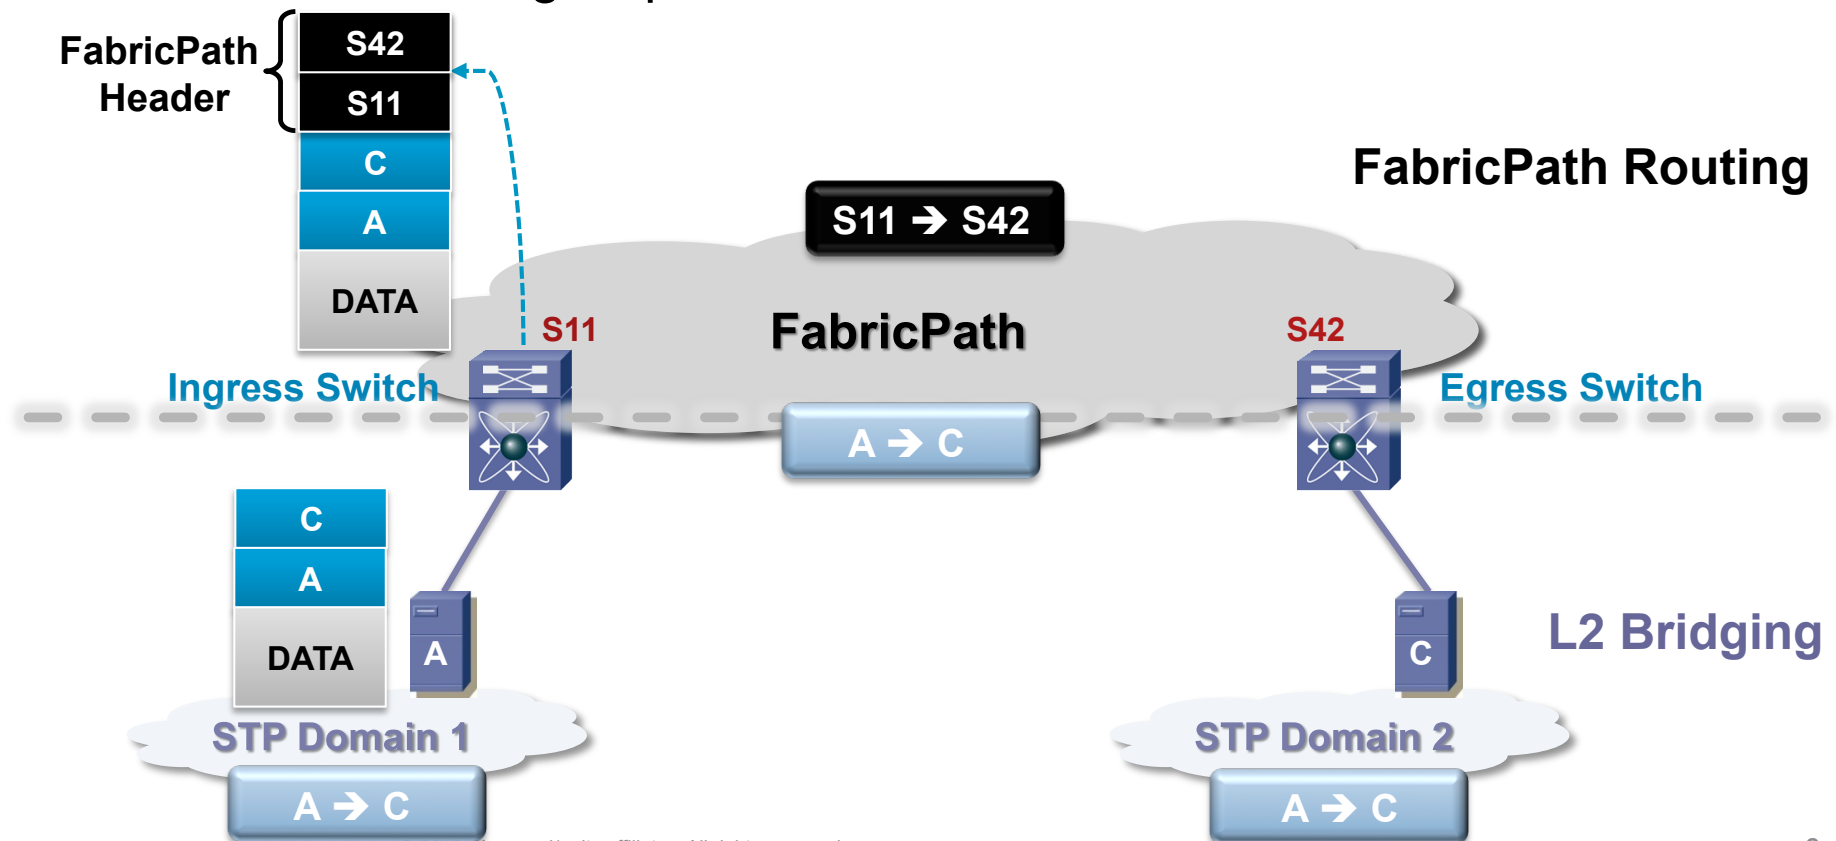 FabricPath
Header
S42
S11
C
A
DATA
FabricPath Routing
S11 ➔ S42
FabricPath
S11
S42
Ingress Switch
Egress Switch
A ➔ C
C
A
DATA
A
C
L2 Bridging
STP Domain 1
STP Domain 2
A ➔ C
A ➔ C